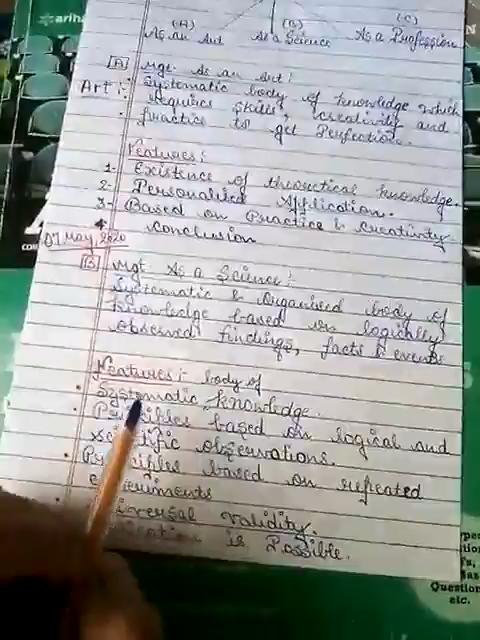 ariha
(A) (B) (C)
As an Art As a Science As a Profession
[A] Mgt As an Art:
Art:- Systematic body of knowledge which
requires skills, creativity and
practice to get Perfection.
Features:
1- Existence of theoretical knowledge.
2- Personalised Application.
3- Based on Practice & creativity
4 conclusion
07 May, 2020
[B] Mgt As a Science:
Systematic & Organised body of
knowledge based on logically
observed findings, facts & events
Features:- body of
Systematic knowledge.
Principles based on logical and
scientific observations.
based on repeated
validity.
is Possible.
Question
etc.